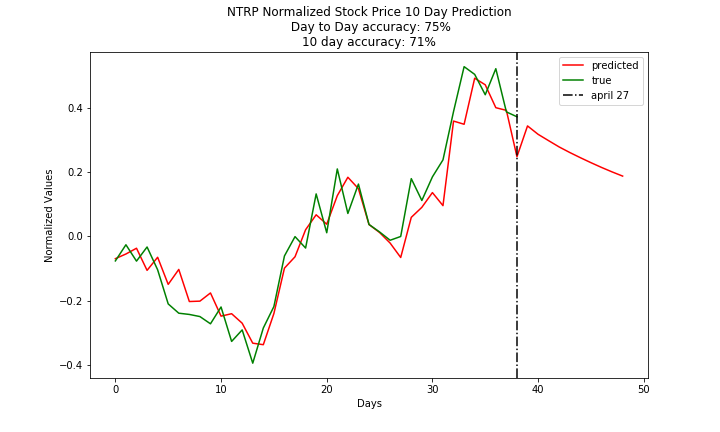 NTRP Normalized Stock Price 10 Day Prediction
Day to Day accuracy: 75%
10 day accuracy: 71%
predicted
true
april 27
Normalized Values
0.4
0.2
0.0
−0.2
−0.4
0 10 20 30 40 50
Days